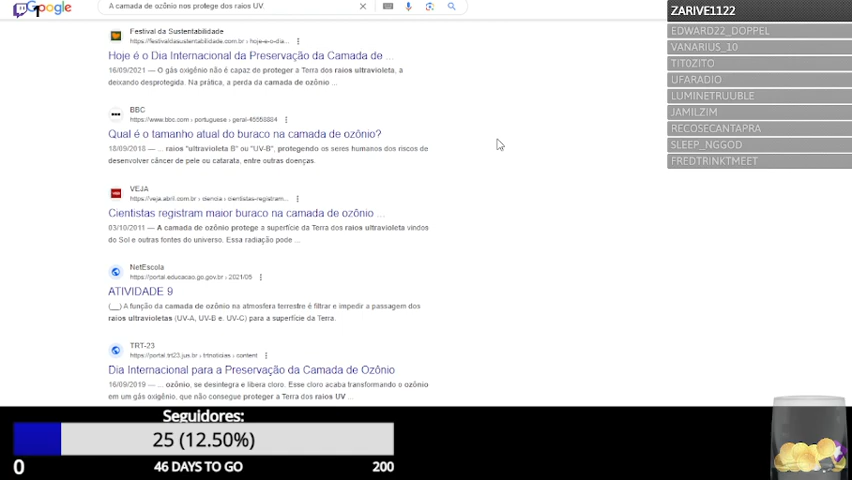 Google
A camada de ozônio nos protege dos raios UV.
Festival da Sustentabilidade
https://festivaldasustentabilidade.com.br › hoje-e-o-dia...
Hoje é o Dia Internacional da Preservação da Camada de ...
16/09/2021 — O gás oxigênio não é capaz de proteger a Terra dos raios ultravioleta, a
deixando desprotegida. Na prática, a perda da camada de ozônio ...
BBC
https://www.bbc.com › portuguese › geral-45558884
Qual é o tamanho atual do buraco na camada de ozônio?
18/09/2018 — ... raios "ultravioleta B" ou "UV-B", protegendo os seres humanos dos riscos de
desenvolver câncer de pele ou catarata, entre outras doenças.
VEJA
https://veja.abril.com.br › ciencia › cientistas-registram...
Cientistas registram maior buraco na camada de ozônio ...
03/10/2011 — A camada de ozônio protege a superfície da Terra dos raios ultravioleta vindos
do Sol e outras fontes do universo. Essa radiação pode ...
NetEscola
https://portal.educacao.go.gov.br › 2021/05
ATIVIDADE 9
(__) A função da camada de ozônio na atmosfera terrestre é filtrar e impedir a passagem dos
raios ultravioletas (UV-A, UV-B e. UV-C) para a superfície da Terra.
TRT-23
https://portal.trt23.jus.br › trtnoticias › content
Dia Internacional para a Preservação da Camada de Ozônio
16/09/2019 — ... ozônio, se desintegra e libera cloro. Esse cloro acaba transformando o ozônio
em um gás oxigênio, que não consegue proteger a Terra dos raios UV ...
ZARIVE1122
EDWARD22_DOPPEL
VANARIUS_10
TIT0ZITO
UFARADIO
LUMINETRUUBLE
JAMILZIM
RECOSECANTAPRA
SLEEP_NGGOD
FREDTRINKTMEET
Seguidores:
25 (12.50%)
0
46 DAYS TO GO
200